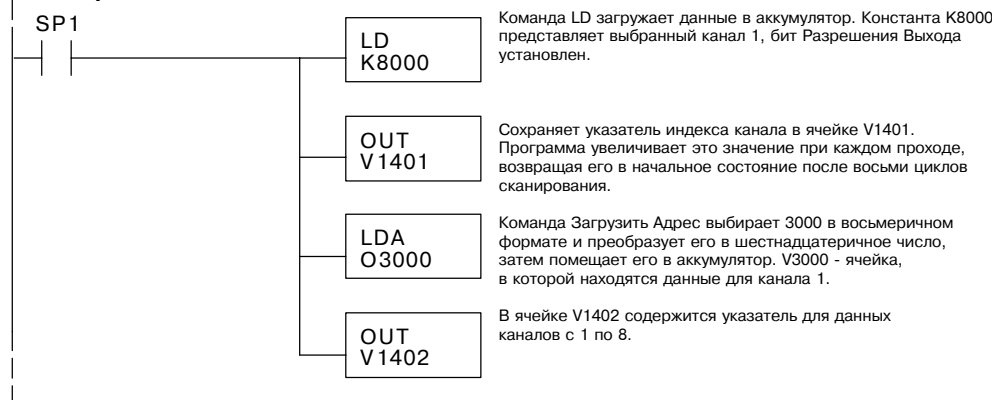 SP1
LD
K8000
Команда LD загружает данные в аккумулятор. Константа K8000
представляет выбранный канал 1, бит Разрешения Выхода
установлен.
OUT
V1401
Сохраняет указатель индекса канала в ячейке V1401.
Программа увеличивает это значение при каждом проходе,
возвращая его в начальное состояние после восьми циклов
сканирования.
LDA
O3000
Команда Загрузить Адрес выбирает 3000 в восьмеричном
формате и преобразует его в шестнадцатеричное число,
затем помещает его в аккумулятор. V3000 - ячейка,
в которой находятся данные для канала 1.
OUT
V1402
В ячейке V1402 содержится указатель для данных
каналов с 1 по 8.